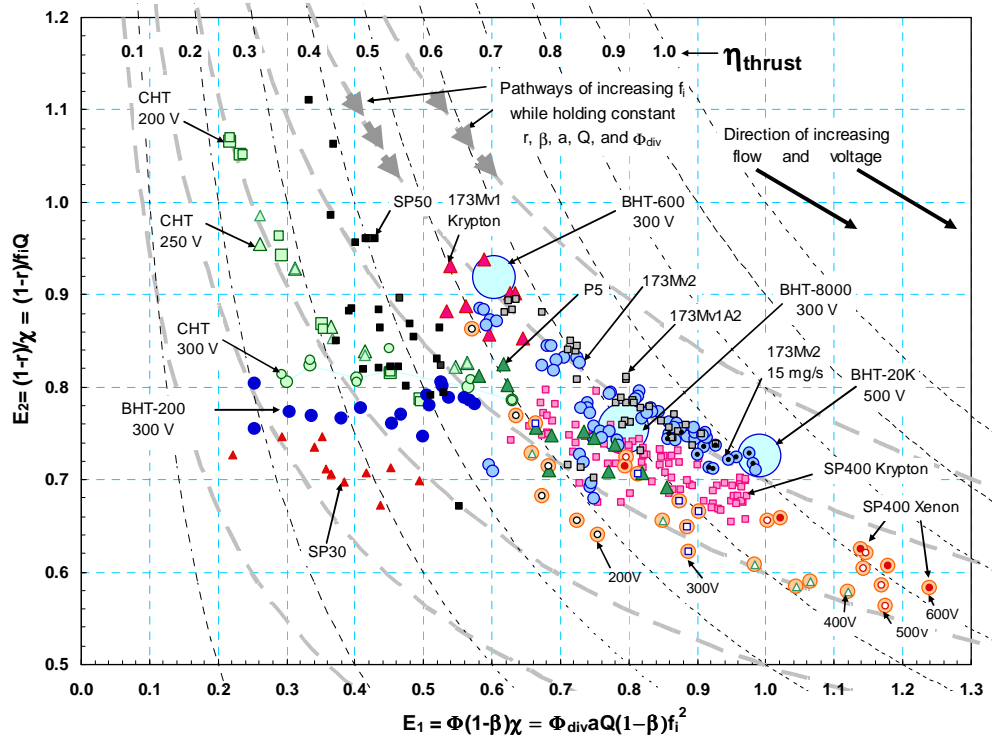 1.2
1.1
1.0
0.9
0.8
0.7
0.6
0.5
E2= (1-r)/χ = (1-r)/fiQ
0.1 0.2 0.3 0.4 0.5 0.6 0.7 0.8 0.9 1.0
ηthrust
CHT
200 V
Pathways of increasing fi
while holding constant
r, β, a, Q, and Φdiv
Direction of increasing
flow and voltage
SP50
173Mv1
Krypton
BHT-600
300 V
CHT
250 V
P5
173Mv2
BHT-8000
300 V
173Mv1A2
173Mv2
15 mg/s
CHT
300 V
BHT-20K
500 V
BHT-200
300 V
SP400 Krypton
SP400 Xenon
SP30
200V
300V
400V
500V
600V
0.0 0.1 0.2 0.3 0.4 0.5 0.6 0.7 0.8 0.9 1.0 1.1 1.2 1.3
E1 = Φ(1-β)χ = ΦdivaQ(1−β)fi²